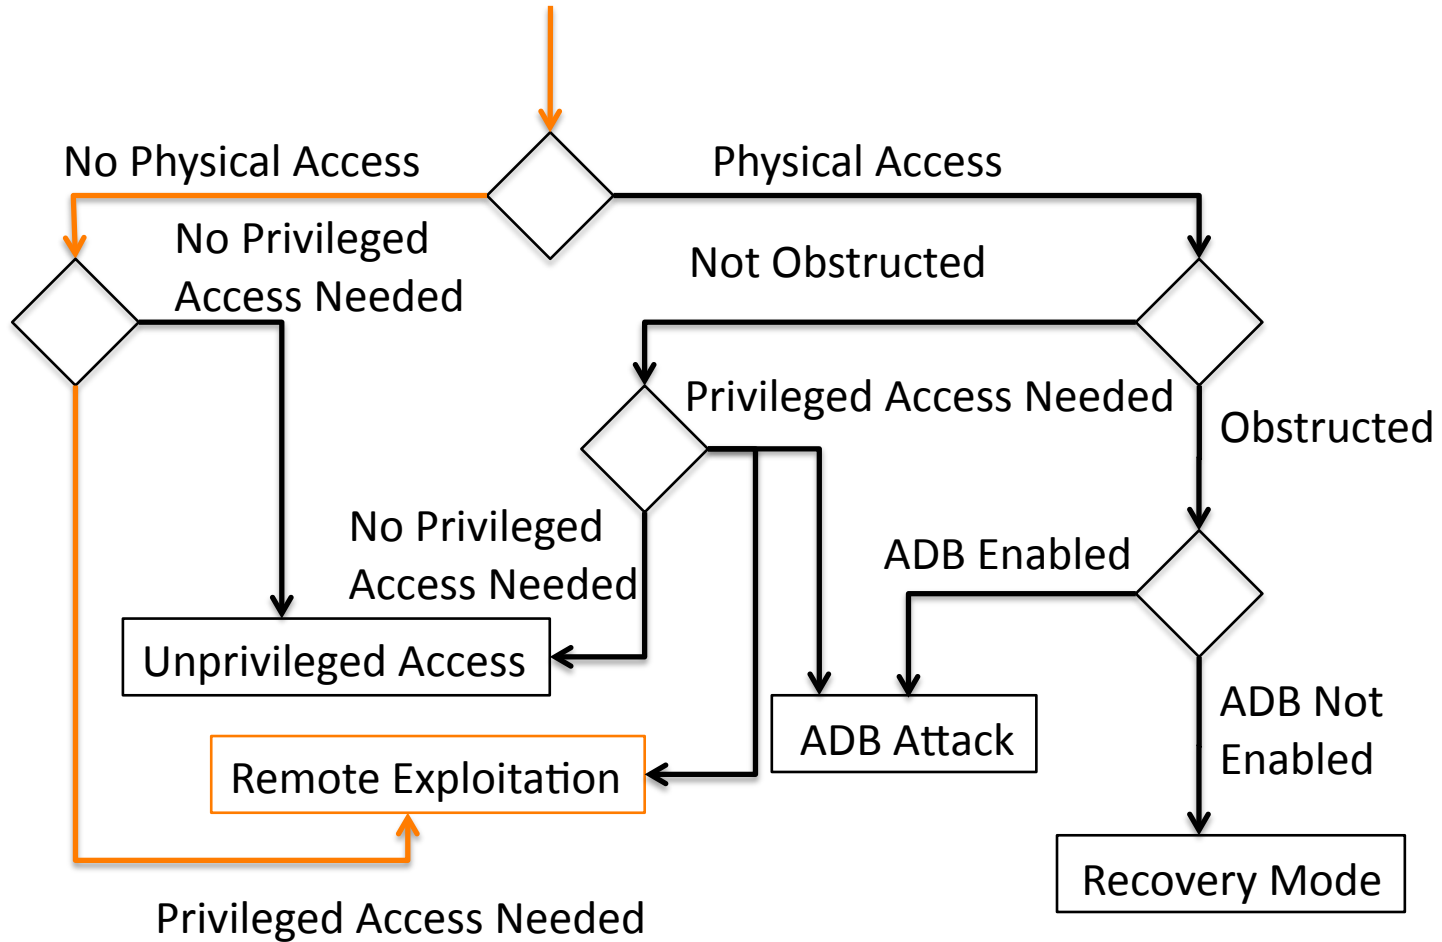 No Physical Access
Physical Access
No Privileged
Access Needed
Not Obstructed
Privileged Access Needed
Obstructed
No Privileged
Access Needed
ADB Enabled
Unprivileged Access
ADB Not
Enabled
ADB Attack
Remote Exploitation
Recovery Mode
Privileged Access Needed